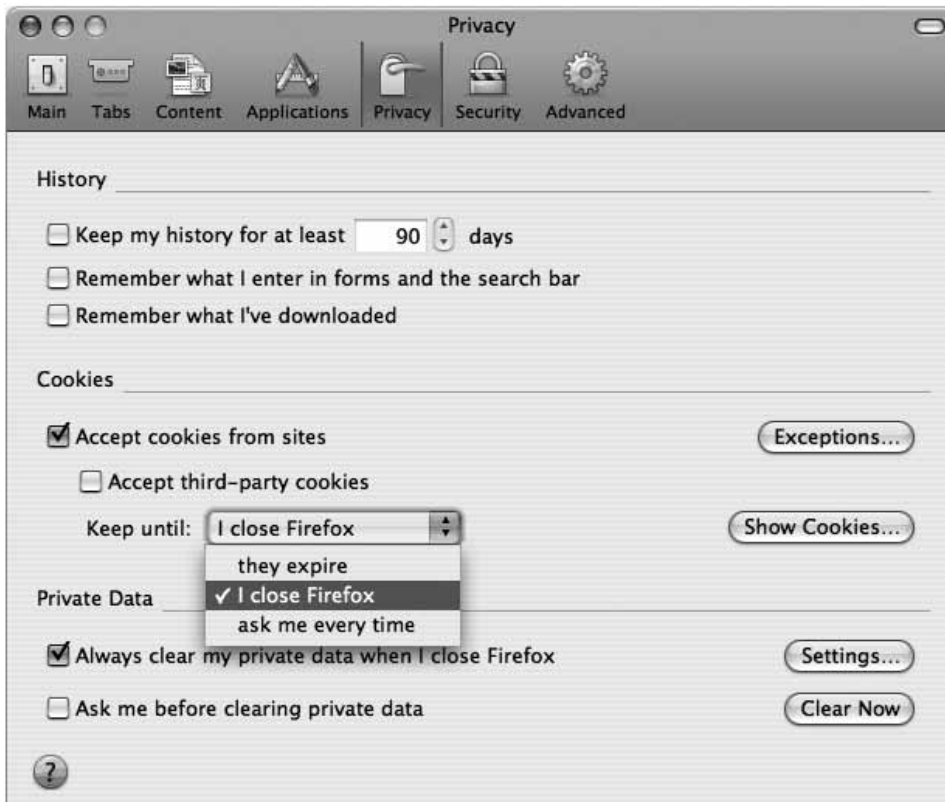 Privacy
Main Tabs Content Applications Privacy Security Advanced
History
Keep my history for at least 90 days
Remember what I enter in forms and the search bar
Remember what I've downloaded
Cookies
Accept cookies from sites Exceptions...
Accept third-party cookies
Keep until: I close Firefox Show Cookies...
they expire
✓ I close Firefox
Private Data
ask me every time
Always clear my private data when I close Firefox Settings...
Ask me before clearing private data Clear Now
?